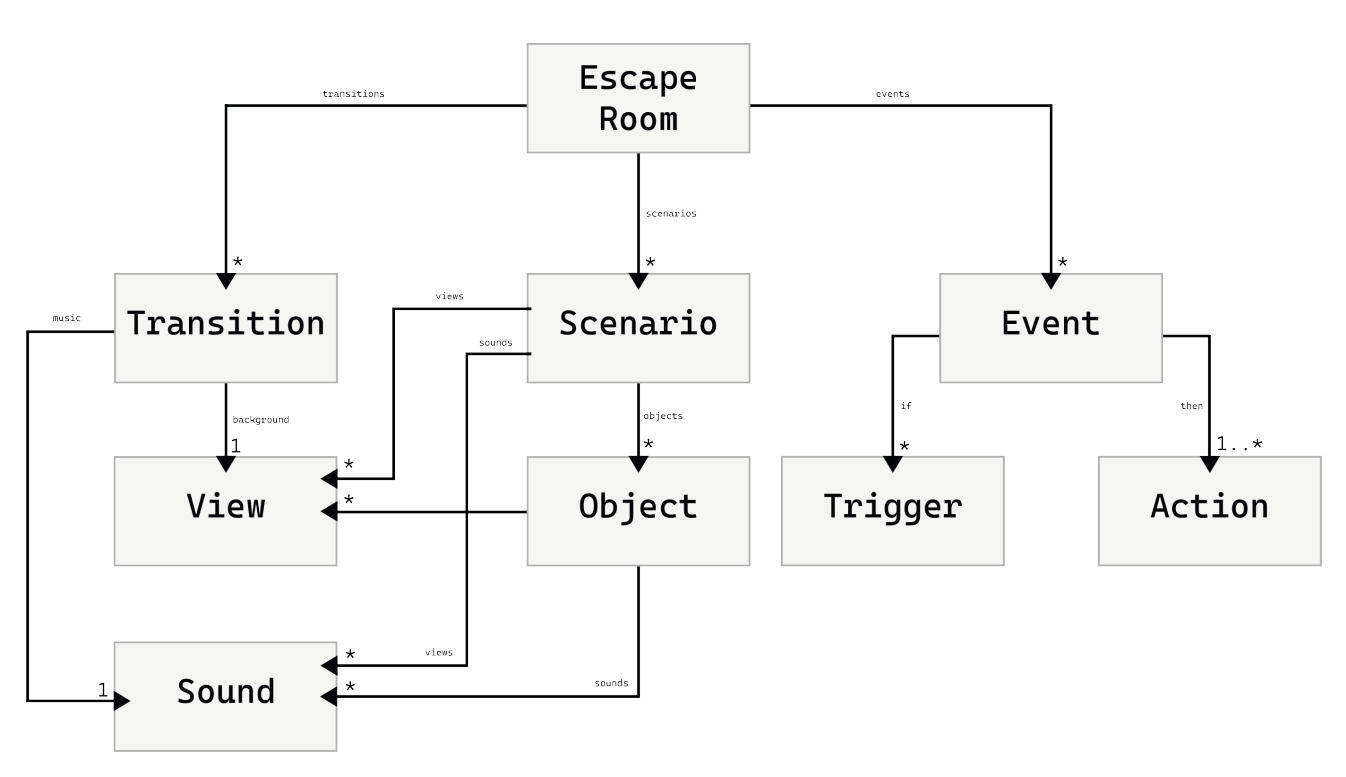 Escape
Room
transitions
events
scenarios
*
*
*
Transition
Scenario
Event
music
views
sounds
background
objects
if
then
1
*
*
*
1..*
View
*
Object
Trigger
Action
Sound
*
views
*
sounds
1